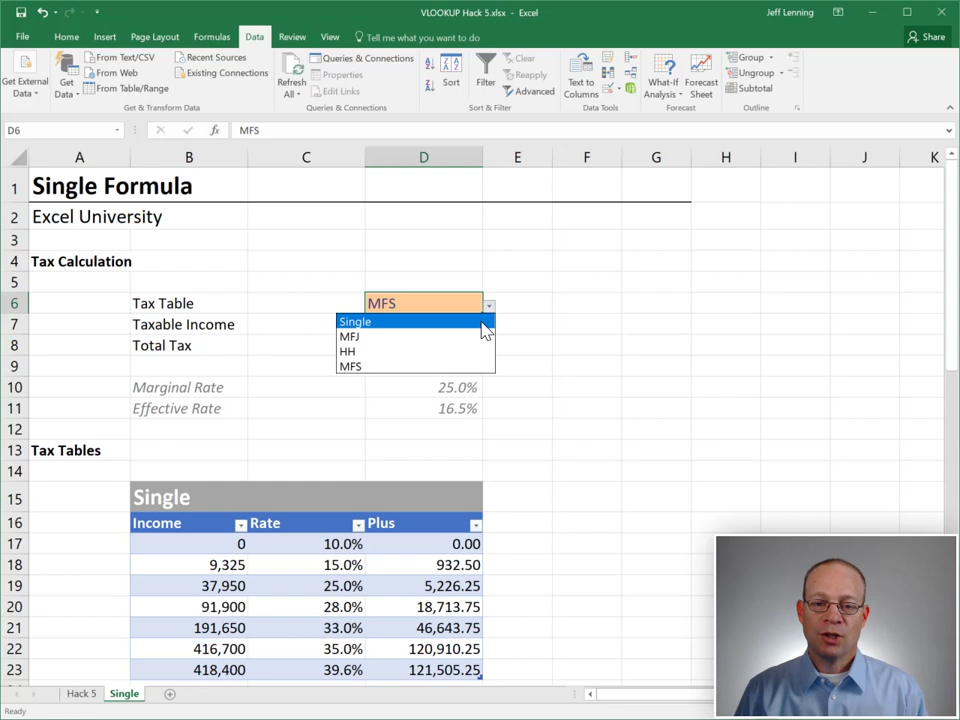 VLOOKUP Hack 5.xlsx - Excel
Jeff Lenning
File Home Insert Page Layout Formulas Data Review View Tell me what you want to do Share
Get External Data
Get Data
From Text/CSV
From Web
From Table/Range
Recent Sources
Existing Connections
Get & Transform Data
Refresh All
Queries & Connections
Properties
Edit Links
Queries & Connections
Sort
Filter
Clear
Reapply
Advanced
Sort & Filter
Text to Columns
Data Tools
What-If Analysis
Forecast Sheet
Forecast
Group
Ungroup
Subtotal
Outline
D6 fx MFS
A B C D E F G H I J K
1 Single Formula
2 Excel University
3
4 Tax Calculation
5
6 Tax Table MFS
7 Taxable Income
8 Total Tax
Single
MFJ
HH
MFS
9
10 Marginal Rate 25.0%
11 Effective Rate 16.5%
12
13 Tax Tables
14
15 Single
16 Income Rate Plus
17 0 10.0% 0.00
18 9,325 15.0% 932.50
19 37,950 25.0% 5,226.25
20 91,900 28.0% 18,713.75
21 191,650 33.0% 46,643.75
22 416,700 35.0% 120,910.25
23 418,400 39.6% 121,505.25
Hack 5 Single
Ready